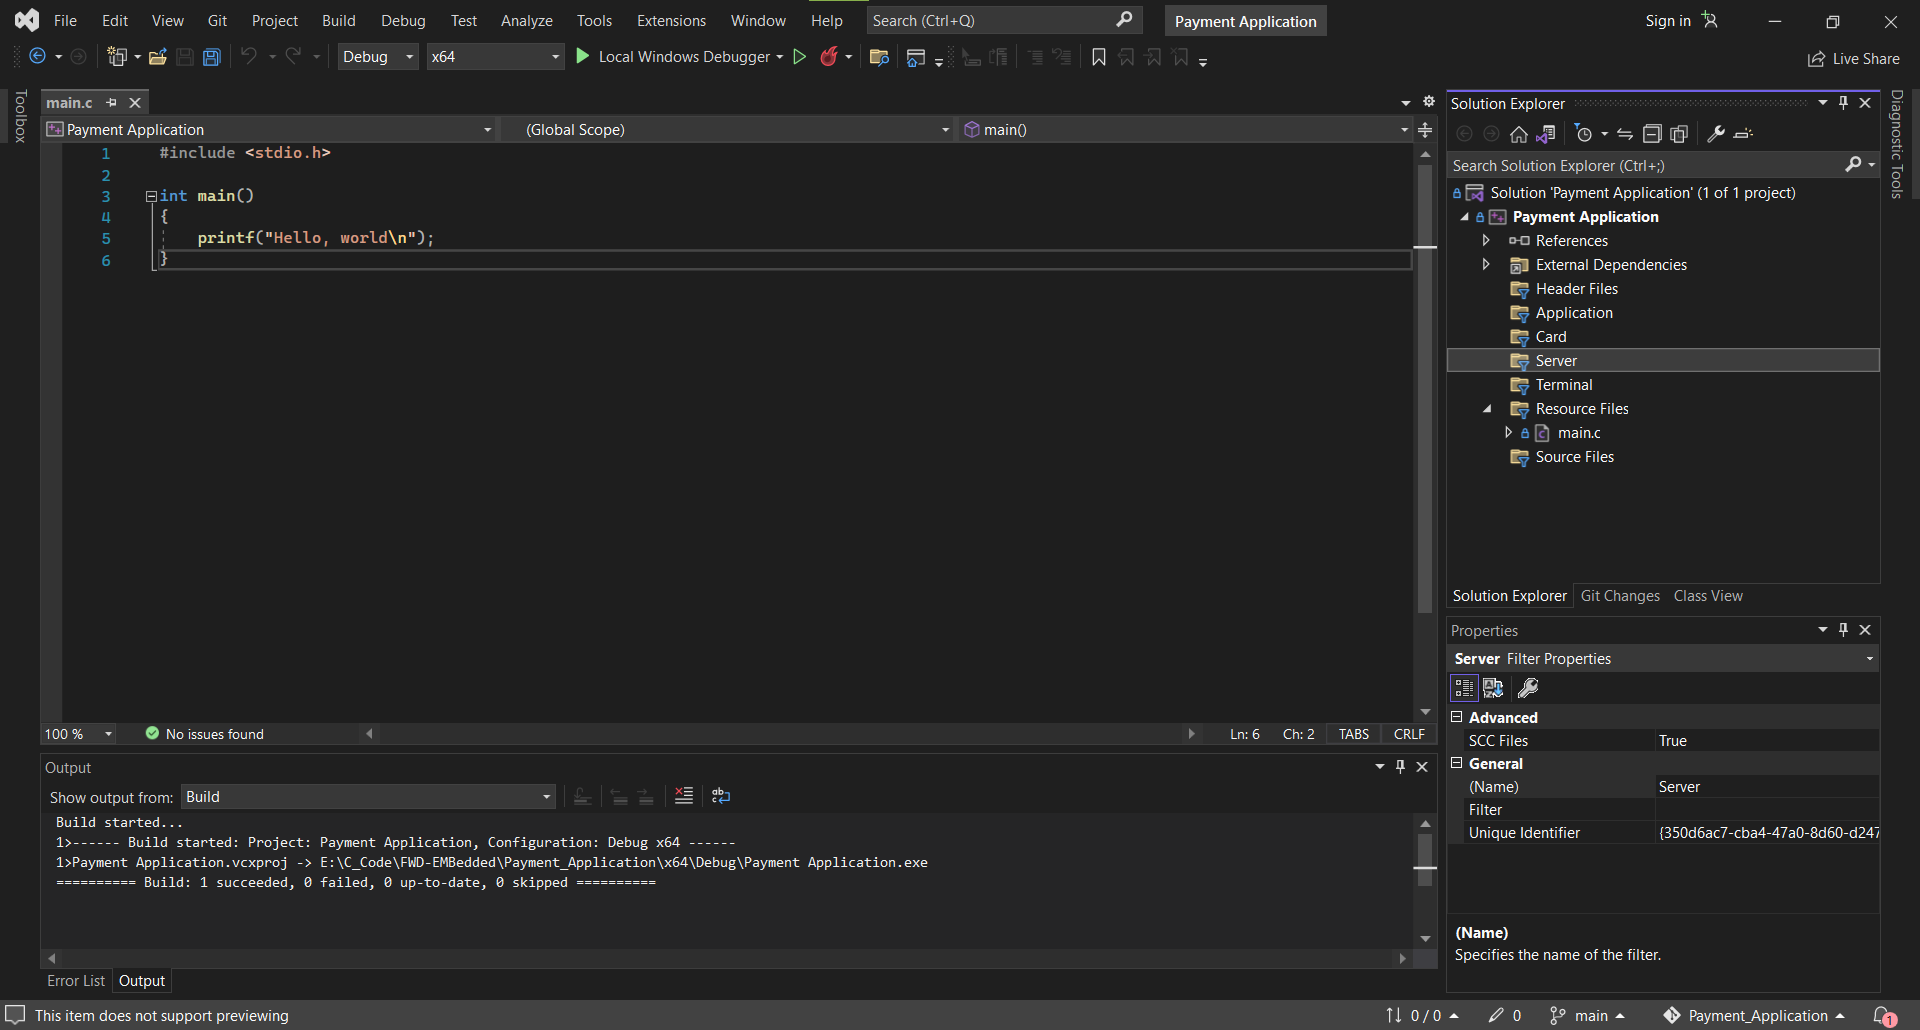 File Edit View Git Project Build Debug Test Analyze Tools Extensions Window Help Search (Ctrl+Q) Payment Application Sign in
Debug x64 Local Windows Debugger Live Share
Toolbox
main.c
Payment Application (Global Scope) main()
1 #include <stdio.h>
2
3 int main()
4 {
5 printf("Hello, world\n");
6 }
100 % No issues found Ln: 6 Ch: 2 TABS CRLF
Output
Show output from: Build
Build started...
1>------ Build started: Project: Payment Application, Configuration: Debug x64 ------
1>Payment Application.vcxproj -> E:\C_Code\FWD-EMBedded\Payment_Application\x64\Debug\Payment Application.exe
========== Build: 1 succeeded, 0 failed, 0 up-to-date, 0 skipped ==========
Error List Output
Solution Explorer
Search Solution Explorer (Ctrl+;)
Solution 'Payment Application' (1 of 1 project)
Payment Application
References
External Dependencies
Header Files
Application
Card
Server
Terminal
Resource Files
main.c
Source Files
Solution Explorer Git Changes Class View
Properties
Server Filter Properties
Advanced
SCC Files True
General
(Name) Server
Filter
Unique Identifier {350d6ac7-cba4-47a0-8d60-d247
(Name)
Specifies the name of the filter.
Diagnostic Tools
This item does not support previewing 0 / 0 0 main Payment_Application 1